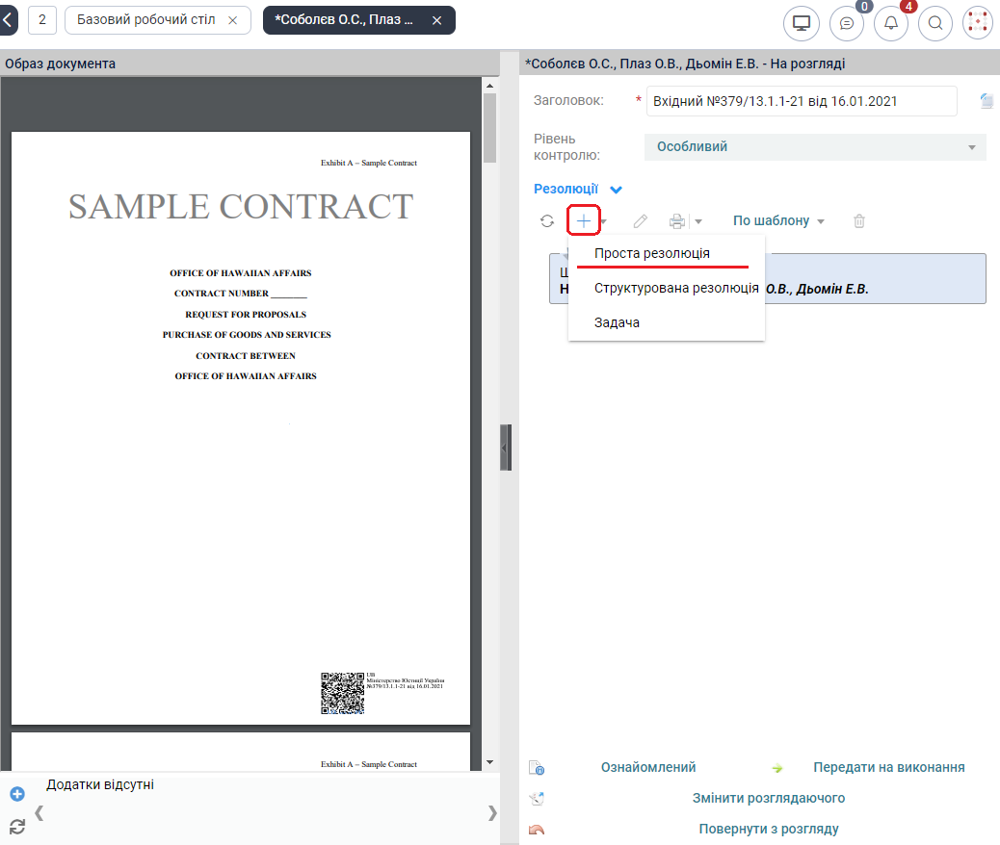 2
Базовий робочий стіл
*Соболєв О.С., Плаз ...
0
4
Образ документа
Exhibit A – Sample Contract
SAMPLE CONTRACT
OFFICE OF HAWAIIAN AFFAIRS
CONTRACT NUMBER ________
REQUEST FOR PROPOSALS
PURCHASE OF GOODS AND SERVICES
CONTRACT BETWEEN
OFFICE OF HAWAIIAN AFFAIRS
UB
Міністерство Юстиції України
№379/13.1.1-21 від 16.01.2021
Exhibit A – Sample Contract
Додатки відсутні
*Соболєв О.С., Плаз О.В., Дьомін Е.В. - На розгляді
Заголовок:
*
Вхідний №379/13.1.1-21 від 16.01.2021
Рівень
контролю:
Особливий
Резолюції
По шаблону
Проста резолюція
Структурована резолюція
Задача
О.В., Дьомін Е.В.
Ознайомлений
Передати на виконання
Змінити розглядаючого
Повернути з розгляду